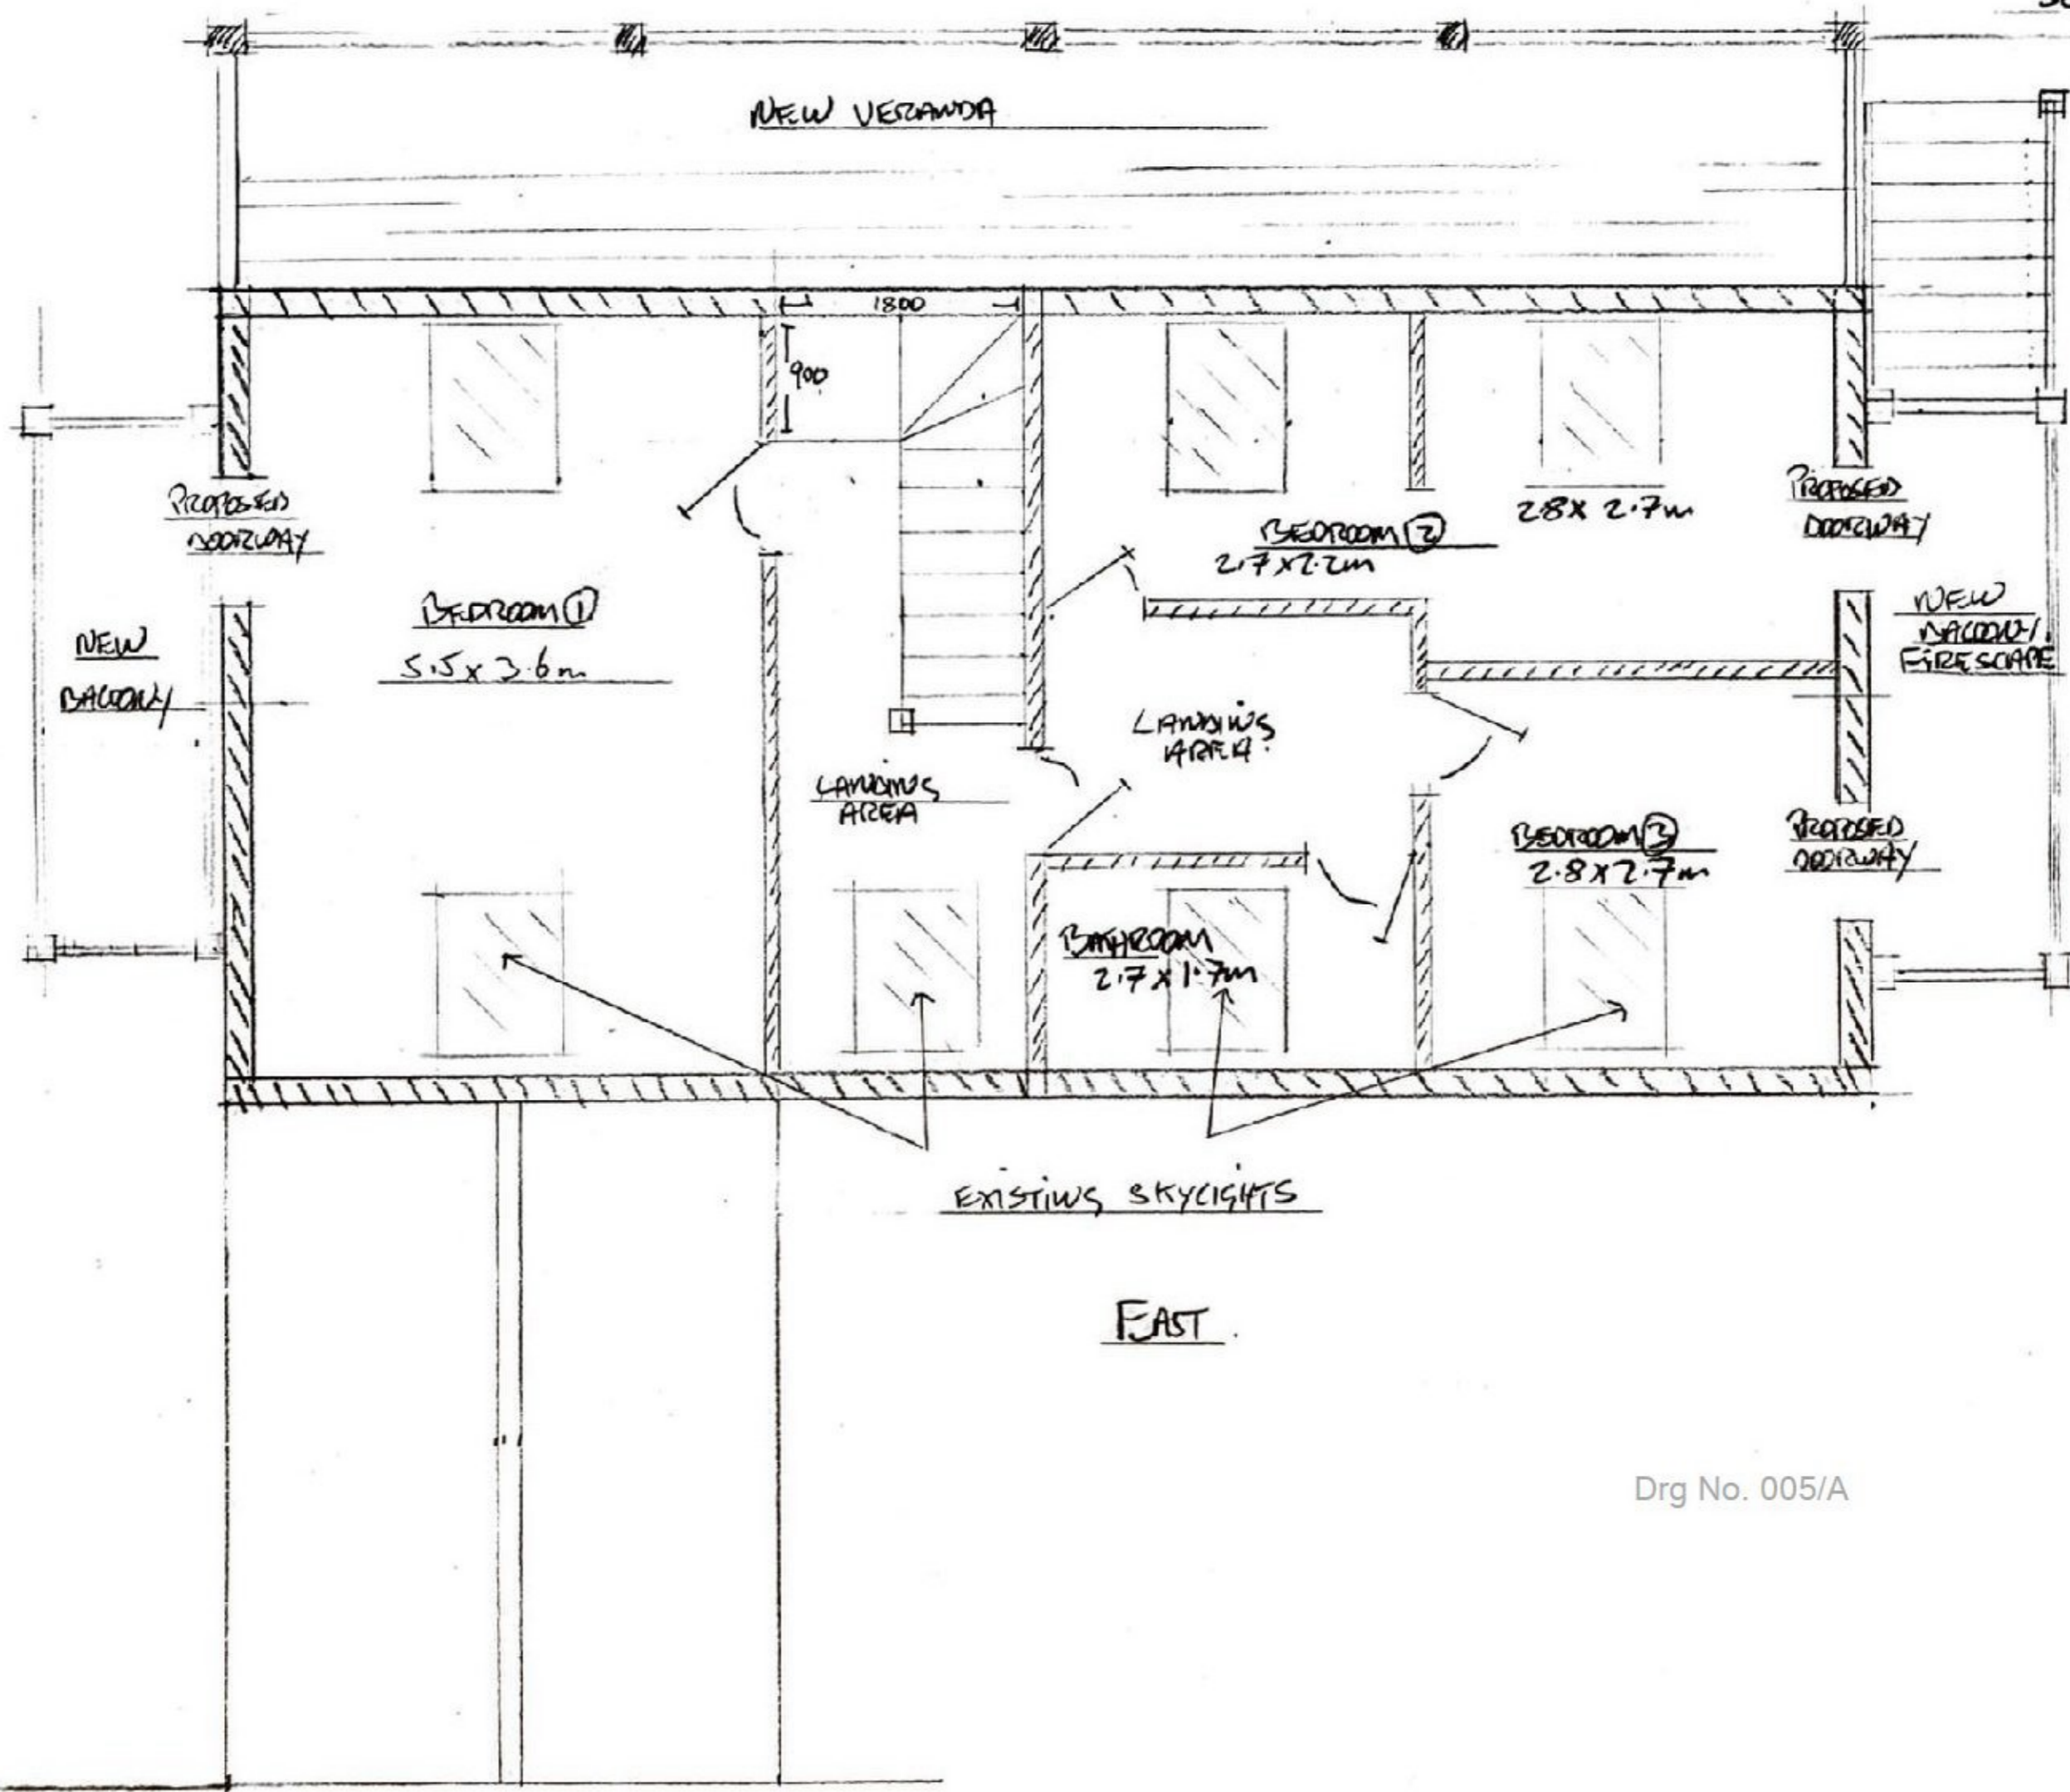 NEW VERANDA
1800
900
PROPOSED
DOORWAY
BEDROOM ①
5.5 x 3.6m
NEW
BALCONY
BEDROOM ②
2.7 x 2.2m
2.8 x 2.7m
PROPOSED
DOORWAY
NEW
BALCONY/
FIRESCAPE
LANDING
AREA.
LANDING
AREA
BEDROOM ③
2.8 x 2.7m
PROPOSED
DOORWAY
BATHROOM
2.7 x 1.7m
EXISTING SKYLIGHTS
EAST.
Drg No. 005/A